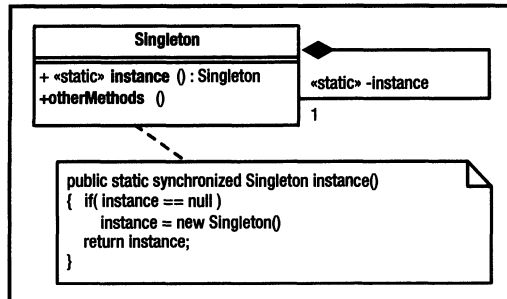 Singleton
+ «static» instance () : Singleton
+otherMethods ()
«static» -instance
1
public static synchronized Singleton instance()
{ if( instance == null )
instance = new Singleton()
return instance;
}